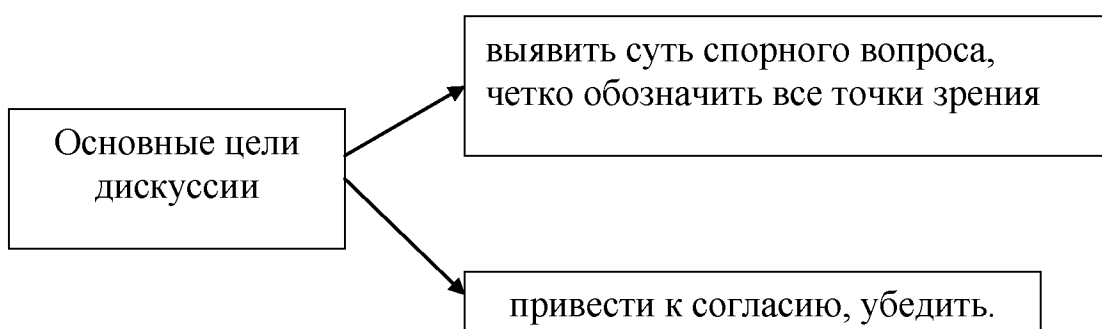 выявить суть спорного вопроса,
четко обозначить все точки зрения
Основные цели
дискуссии
привести к согласию, убедить.